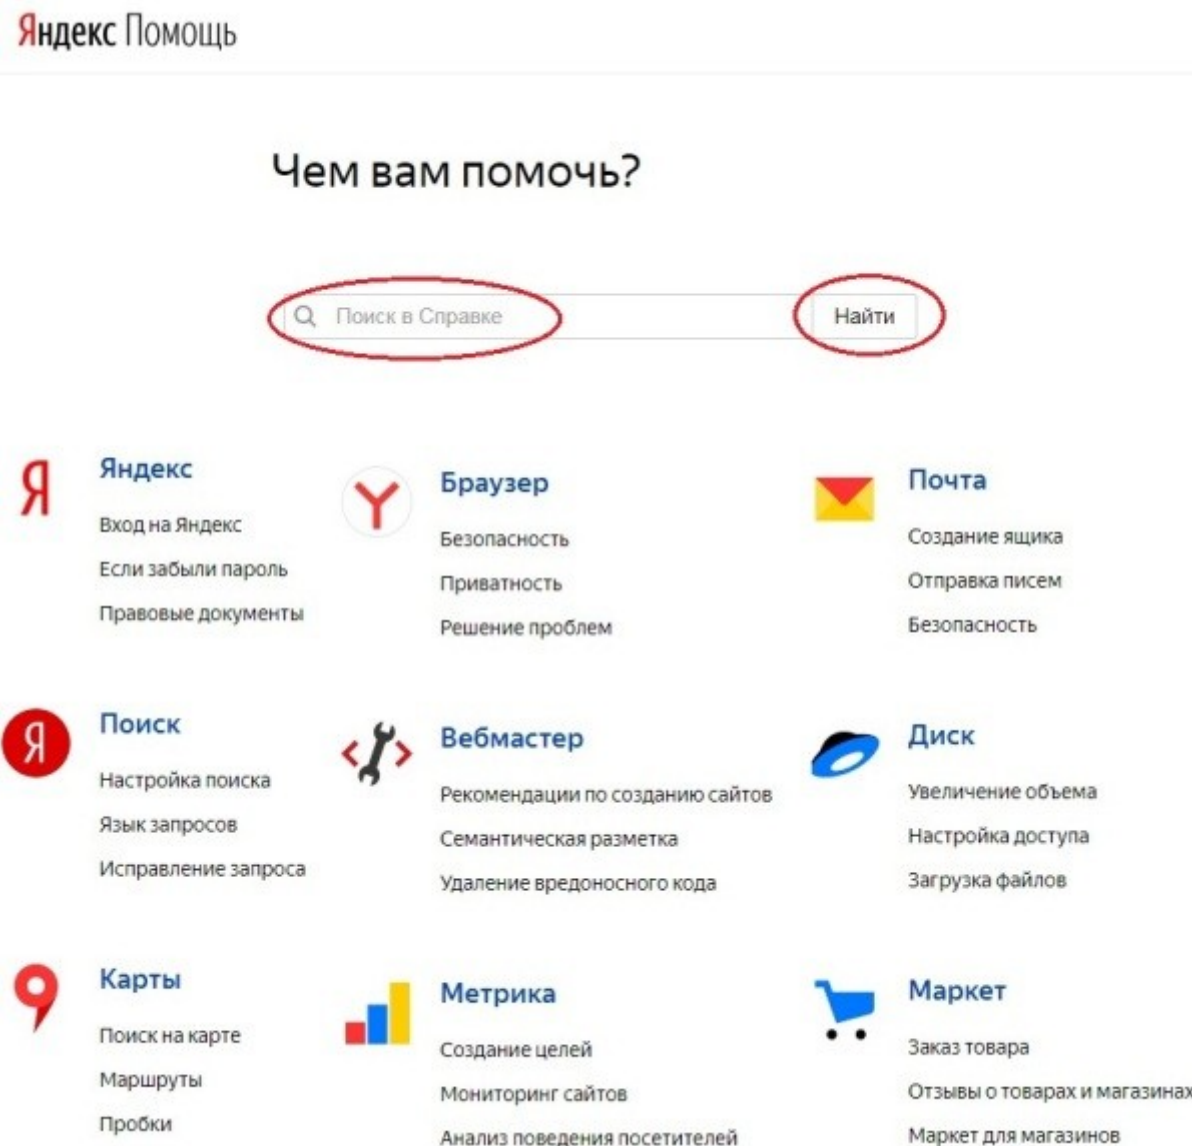 Яндекс Помощь
Чем вам помочь?
Поиск в Справке
Найти
Яндекс
Вход на Яндекс
Если забыли пароль
Правовые документы
Браузер
Безопасность
Приватность
Решение проблем
Почта
Создание ящика
Отправка писем
Безопасность
Поиск
Настройка поиска
Язык запросов
Исправление запроса
Вебмастер
Рекомендации по созданию сайтов
Семантическая разметка
Удаление вредоносного кода
Диск
Увеличение объема
Настройка доступа
Загрузка файлов
Карты
Поиск на карте
Маршруты
Пробки
Метрика
Создание целей
Мониторинг сайтов
Анализ поведения посетителей
Маркет
Заказ товара
Отзывы о товарах и магазинах
Маркет для магазинов